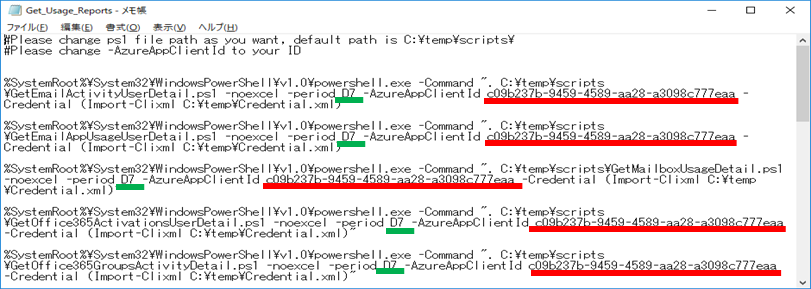 Get_Usage_Reports - メモ帳
ファイル(F) 編集(E) 書式(O) 表示(V) ヘルプ(H)
#Please change ps1 file path as you want, default path is C:¥temp¥scripts¥
#Please change -AzureAppClientId to your ID
%SystemRoot%¥System32¥WindowsPowerShell¥v1.0¥powershell.exe -Command ". C:¥temp¥scripts
¥GetEmailActivityUserDetail.ps1 -noexcel -period D7 -AzureAppClientId c09b237b-9459-4589-aa28-a3098c777eaa -
Credential (Import-Clixml C:¥temp¥Credential.xml)"
%SystemRoot%¥System32¥WindowsPowerShell¥v1.0¥powershell.exe -Command ". C:¥temp¥scripts
¥GetEmailAppUsageUserDetail.ps1 -noexcel -period D7 -AzureAppClientId c09b237b-9459-4589-aa28-a3098c777eaa -
Credential (Import-Clixml C:¥temp¥Credential.xml)"
%SystemRoot%¥System32¥WindowsPowerShell¥v1.0¥powershell.exe -Command ". C:¥temp¥scripts¥GetMailboxUsageDetail.ps1
-noexcel -period D7 -AzureAppClientId c09b237b-9459-4589-aa28-a3098c777eaa -Credential (Import-Clixml C:¥temp
¥Credential.xml)"
%SystemRoot%¥System32¥WindowsPowerShell¥v1.0¥powershell.exe -Command ". C:¥temp¥scripts
¥GetOffice365ActivationsUserDetail.ps1 -noexcel -period D7 -AzureAppClientId c09b237b-9459-4589-aa28-a3098c777eaa
-Credential (Import-Clixml C:¥temp¥Credential.xml)"
%SystemRoot%¥System32¥WindowsPowerShell¥v1.0¥powershell.exe -Command ". C:¥temp¥scripts
¥GetOffice365GroupsActivityDetail.ps1 -noexcel -period D7 -AzureAppClientId c09b237b-9459-4589-aa28-a3098c777eaa
-Credential (Import-Clixml C:¥temp¥Credential.xml)"